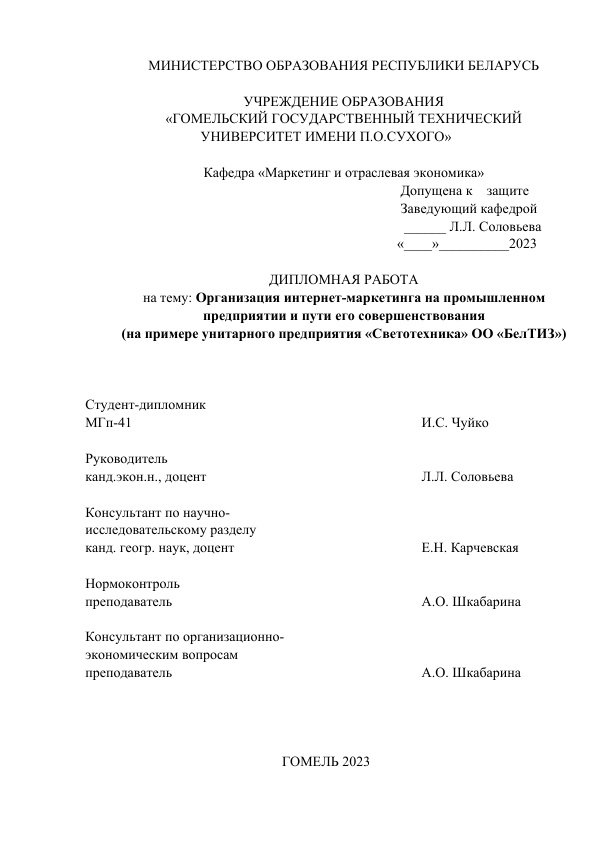 МИНИСТЕРСТВО ОБРАЗОВАНИЯ РЕСПУБЛИКИ БЕЛАРУСЬ
УЧРЕЖДЕНИЕ ОБРАЗОВАНИЯ
«ГОМЕЛЬСКИЙ ГОСУДАРСТВЕННЫЙ ТЕХНИЧЕСКИЙ
УНИВЕРСИТЕТ ИМЕНИ П.О.СУХОГО»
Кафедра «Маркетинг и отраслевая экономика»
Допущена к защите
Заведующий кафедрой
______ Л.Л. Соловьева
«____»__________2023
ДИПЛОМНАЯ РАБОТА
на тему: Организация интернет-маркетинга на промышленном
предприятии и пути его совершенствования
(на примере унитарного предприятия «Светотехника» ОО «БелТИЗ»)
Студент-дипломник
МГп-41 И.С. Чуйко
Руководитель
канд.экон.н., доцент Л.Л. Соловьева
Консультант по научно-
исследовательскому разделу
канд. геогр. наук, доцент Е.Н. Карчевская
Нормоконтроль
преподаватель А.О. Шкабарина
Консультант по организационно-
экономическим вопросам
преподаватель А.О. Шкабарина
ГОМЕЛЬ 2023